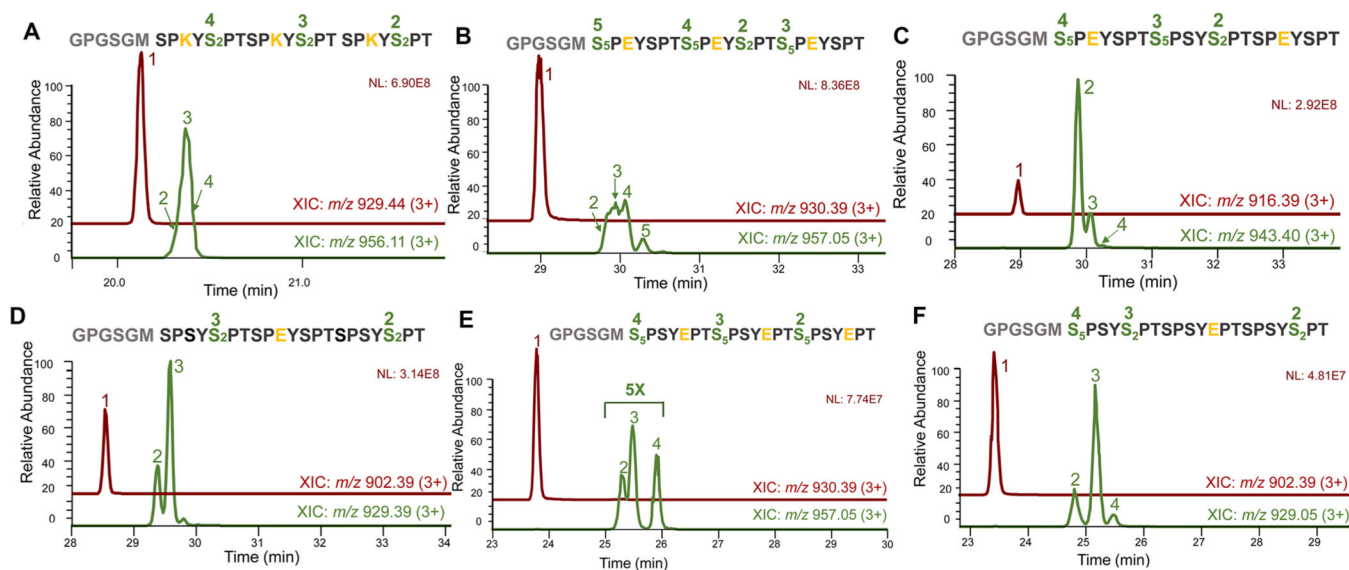 A
4 3 2
GPGSGM SPKYS2PTSPKYS2PT SPKYS2PT
Relative Abundance
100
80
60
40
20
0
1
2
3
4
NL: 6.90E8
XIC: m/z 929.44 (3+)
XIC: m/z 956.11 (3+)
20.0 21.0
Time (min)
B
5 4 2 3
GPGSGM S5PEYSPTS5PEYS2PTS5PEYSPT
Relative Abundance
100
80
60
40
20
0
1
2
3
4
5
NL: 8.36E8
XIC: m/z 930.39 (3+)
XIC: m/z 957.05 (3+)
29 30 31 32 33
Time (min)
C
4 3 2
GPGSGM S5PEYSPTS5PSYS2PTSPEYSPT
Relative Abundance
100
80
60
40
20
0
1
2
3
4
NL: 2.92E8
XIC: m/z 916.39 (3+)
XIC: m/z 943.40 (3+)
28 29 30 31 32 33
Time (min)
D
3 2
GPGSGM SPSYS2PTSPEYSPTSPSYS2PT
Relative Abundance
100
80
60
40
20
0
1
2
3
NL: 3.14E8
XIC: m/z 902.39 (3+)
XIC: m/z 929.39 (3+)
28 29 30 31 32 33 34
Time (min)
E
4 3 2
GPGSGM S5PSYEPTS5PSYEPTS5PSYEPT
Relative Abundance
100
80
60
40
20
0
1
5X
2
3
4
NL: 7.74E7
XIC: m/z 930.39 (3+)
XIC: m/z 957.05 (3+)
23 24 25 26 27 28 29 30
Time (min)
F
4 3 2
GPGSGM S5PSYS2PTSPSYEPTSPSYS2PT
Relative Abundance
100
80
60
40
20
0
1
2
3
4
NL: 4.81E7
XIC: m/z 902.39 (3+)
XIC: m/z 929.05 (3+)
23 24 25 26 27 28 29
Time (min)